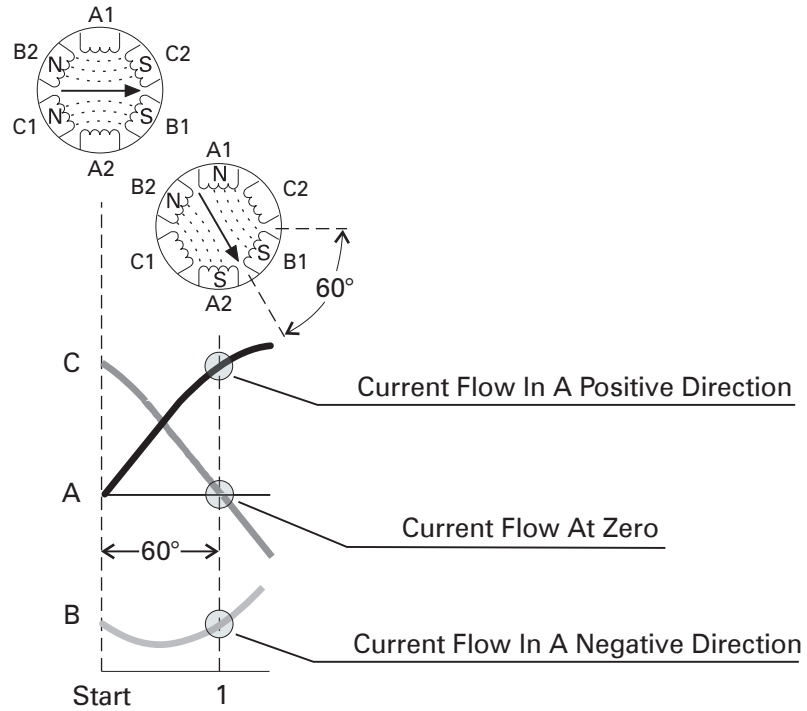 A1
B2
C2
N
S
N
S
C1
B1
A2
A1
B2
N
C2
N
S
C1
B1
S
A2
60°
C
Current Flow In A Positive Direction
A
Current Flow At Zero
60°
B
Current Flow In A Negative Direction
Start
1